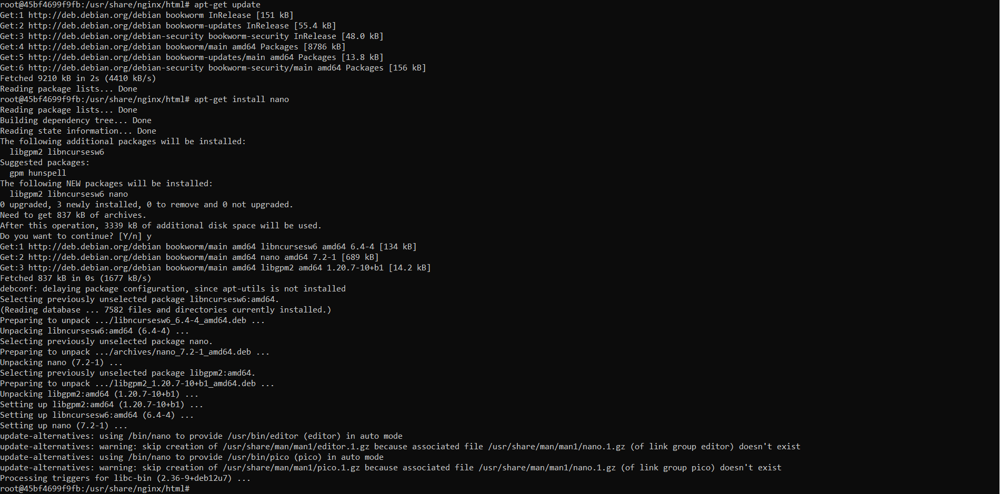 root@45bf4699f9fb:/usr/share/nginx/html# apt-get update
Get:1 http://deb.debian.org/debian bookworm InRelease [151 kB]
Get:2 http://deb.debian.org/debian bookworm-updates InRelease [55.4 kB]
Get:3 http://deb.debian.org/debian-security bookworm-security InRelease [48.0 kB]
Get:4 http://deb.debian.org/debian bookworm/main amd64 Packages [8786 kB]
Get:5 http://deb.debian.org/debian bookworm-updates/main amd64 Packages [13.8 kB]
Get:6 http://deb.debian.org/debian-security bookworm-security/main amd64 Packages [156 kB]
Fetched 9210 kB in 2s (4410 kB/s)
Reading package lists... Done
root@45bf4699f9fb:/usr/share/nginx/html# apt-get install nano
Reading package lists... Done
Building dependency tree... Done
Reading state information... Done
The following additional packages will be installed:
  libgpm2 libncursesw6
Suggested packages:
  gpm hunspell
The following NEW packages will be installed:
  libgpm2 libncursesw6 nano
0 upgraded, 3 newly installed, 0 to remove and 0 not upgraded.
Need to get 837 kB of archives.
After this operation, 3339 kB of additional disk space will be used.
Do you want to continue? [Y/n] y
Get:1 http://deb.debian.org/debian bookworm/main amd64 libncursesw6 amd64 6.4-4 [134 kB]
Get:2 http://deb.debian.org/debian bookworm/main amd64 nano amd64 7.2-1 [689 kB]
Get:3 http://deb.debian.org/debian bookworm/main amd64 libgpm2 amd64 1.20.7-10+b1 [14.2 kB]
Fetched 837 kB in 0s (1677 kB/s)
debconf: delaying package configuration, since apt-utils is not installed
Selecting previously unselected package libncursesw6:amd64.
(Reading database ... 7582 files and directories currently installed.)
Preparing to unpack .../libncursesw6_6.4-4_amd64.deb ...
Unpacking libncursesw6:amd64 (6.4-4) ...
Selecting previously unselected package nano.
Preparing to unpack .../archives/nano_7.2-1_amd64.deb ...
Unpacking nano (7.2-1) ...
Selecting previously unselected package libgpm2:amd64.
Preparing to unpack .../libgpm2_1.20.7-10+b1_amd64.deb ...
Unpacking libgpm2:amd64 (1.20.7-10+b1) ...
Setting up libgpm2:amd64 (1.20.7-10+b1) ...
Setting up libncursesw6:amd64 (6.4-4) ...
Setting up nano (7.2-1) ...
update-alternatives: using /bin/nano to provide /usr/bin/editor (editor) in auto mode
update-alternatives: warning: skip creation of /usr/share/man/man1/editor.1.gz because associated file /usr/share/man/man1/nano.1.gz (of link group editor) doesn't exist
update-alternatives: using /bin/nano to provide /usr/bin/pico (pico) in auto mode
update-alternatives: warning: skip creation of /usr/share/man/man1/pico.1.gz because associated file /usr/share/man/man1/nano.1.gz (of link group pico) doesn't exist
Processing triggers for libc-bin (2.36-9+deb12u7) ...
root@45bf4699f9fb:/usr/share/nginx/html#